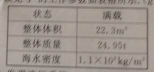 状态 满载
整体体积 22.3m³
整体质量 24.95t
海水密度 1.1×10³kg/m³